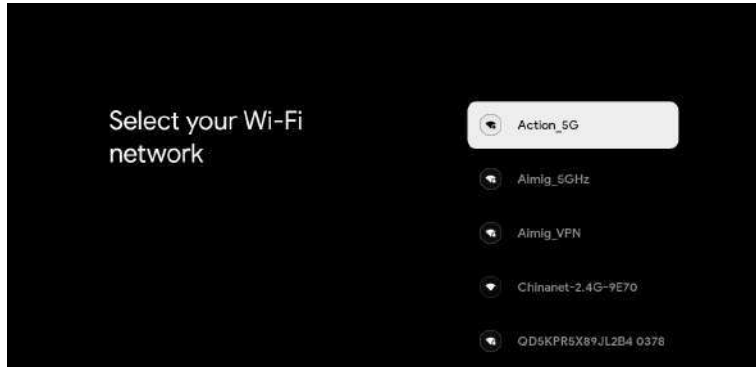 Select your Wi-Fi
network
Action_5G
Aimig_5GHz
Aimig_VPN
Chinanet-2.4G-9E70
QD5KPR5X89JL2B4 0378